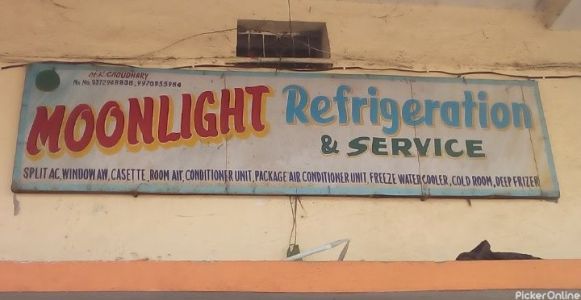 M.K. CHOUDHARY
MOONLIGHT Refrigeration
& SERVICE
SPLIT AC, WINDOW AW, CASETTE, ROOM AIT, CONDITIONER UNIT, PACKAGE AIR CONDITIONER UNIT, FREEZE WATER COOLER, COLD ROOM, DEEP FRIZER
PickerOnline